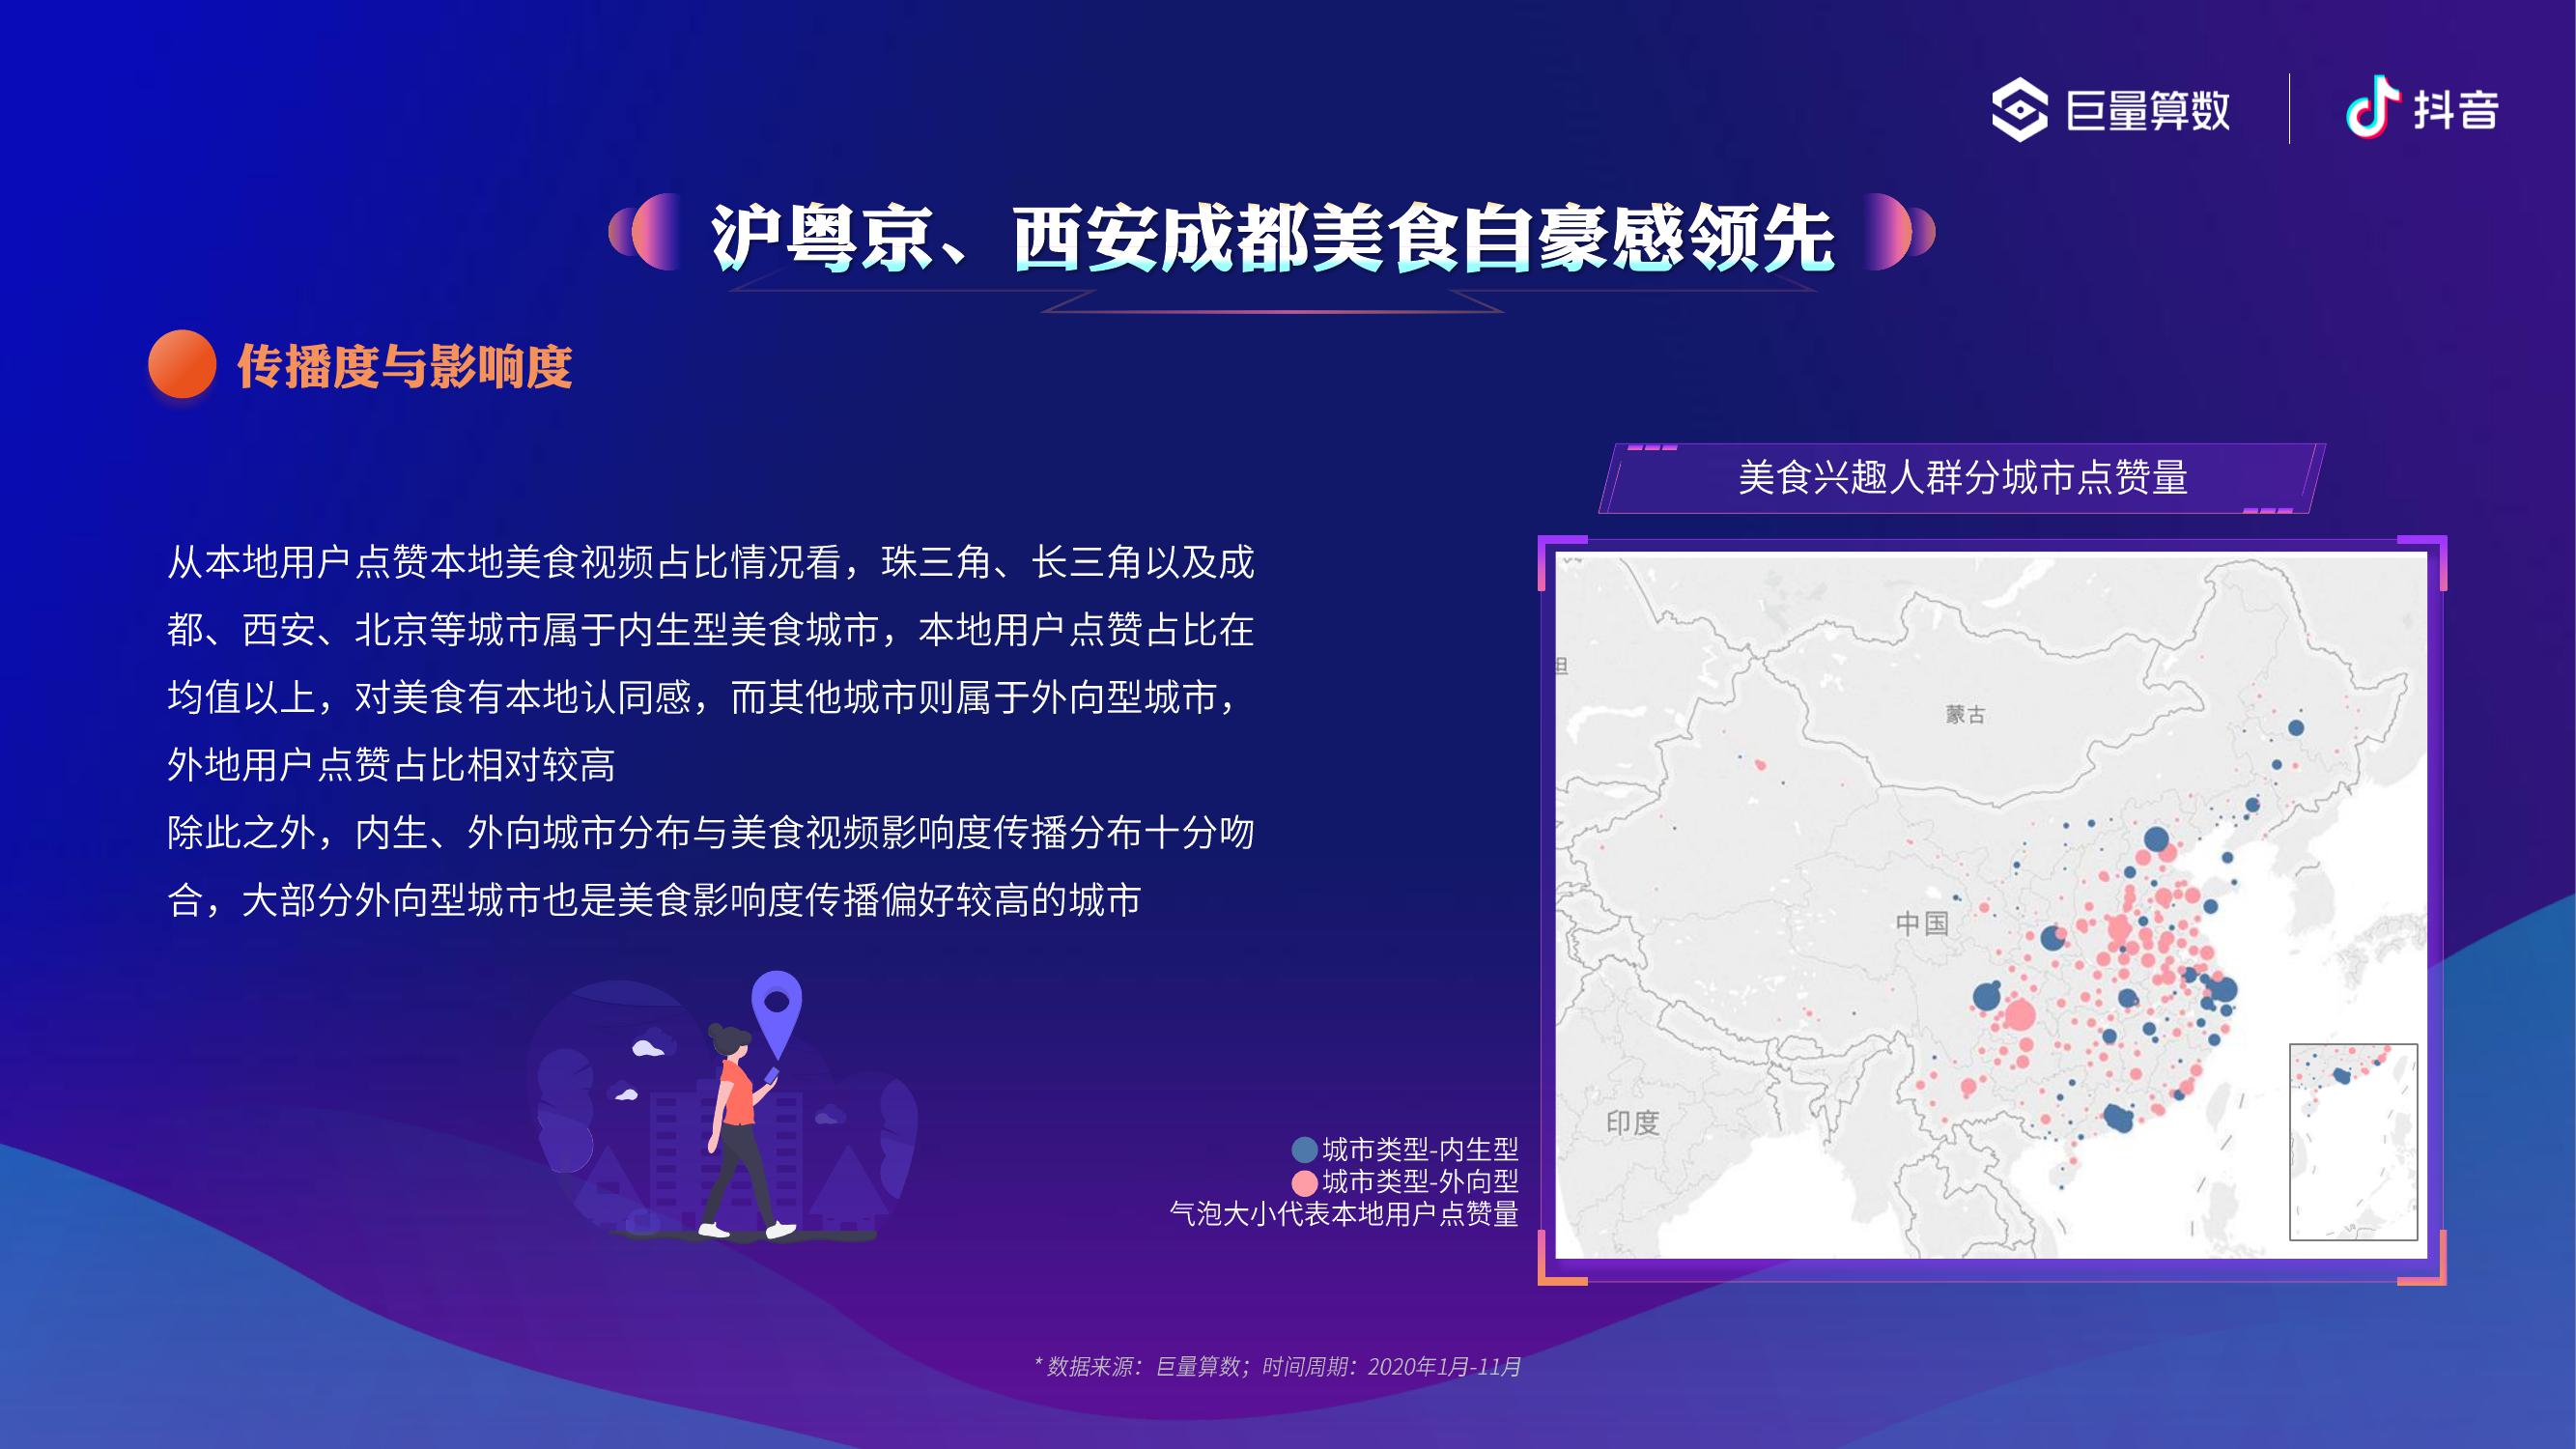 巨量算数
抖音
沪粤京、西安成都美食自豪感领先
传播度与影响度
美食兴趣人群分城市点赞量
从本地用户点赞本地美食视频占比情况看，珠三角、长三角以及成
都、西安、北京等城市属于内生型美食城市，本地用户点赞占比在
均值以上，对美食有本地认同感，而其他城市则属于外向型城市，
外地用户点赞占比相对较高
除此之外，内生、外向城市分布与美食视频影响度传播分布十分吻
合，大部分外向型城市也是美食影响度传播偏好较高的城市
蒙古
中国
印度
城市类型-内生型
城市类型-外向型
气泡大小代表本地用户点赞量
* 数据来源：巨量算数；时间周期：2020年1月-11月